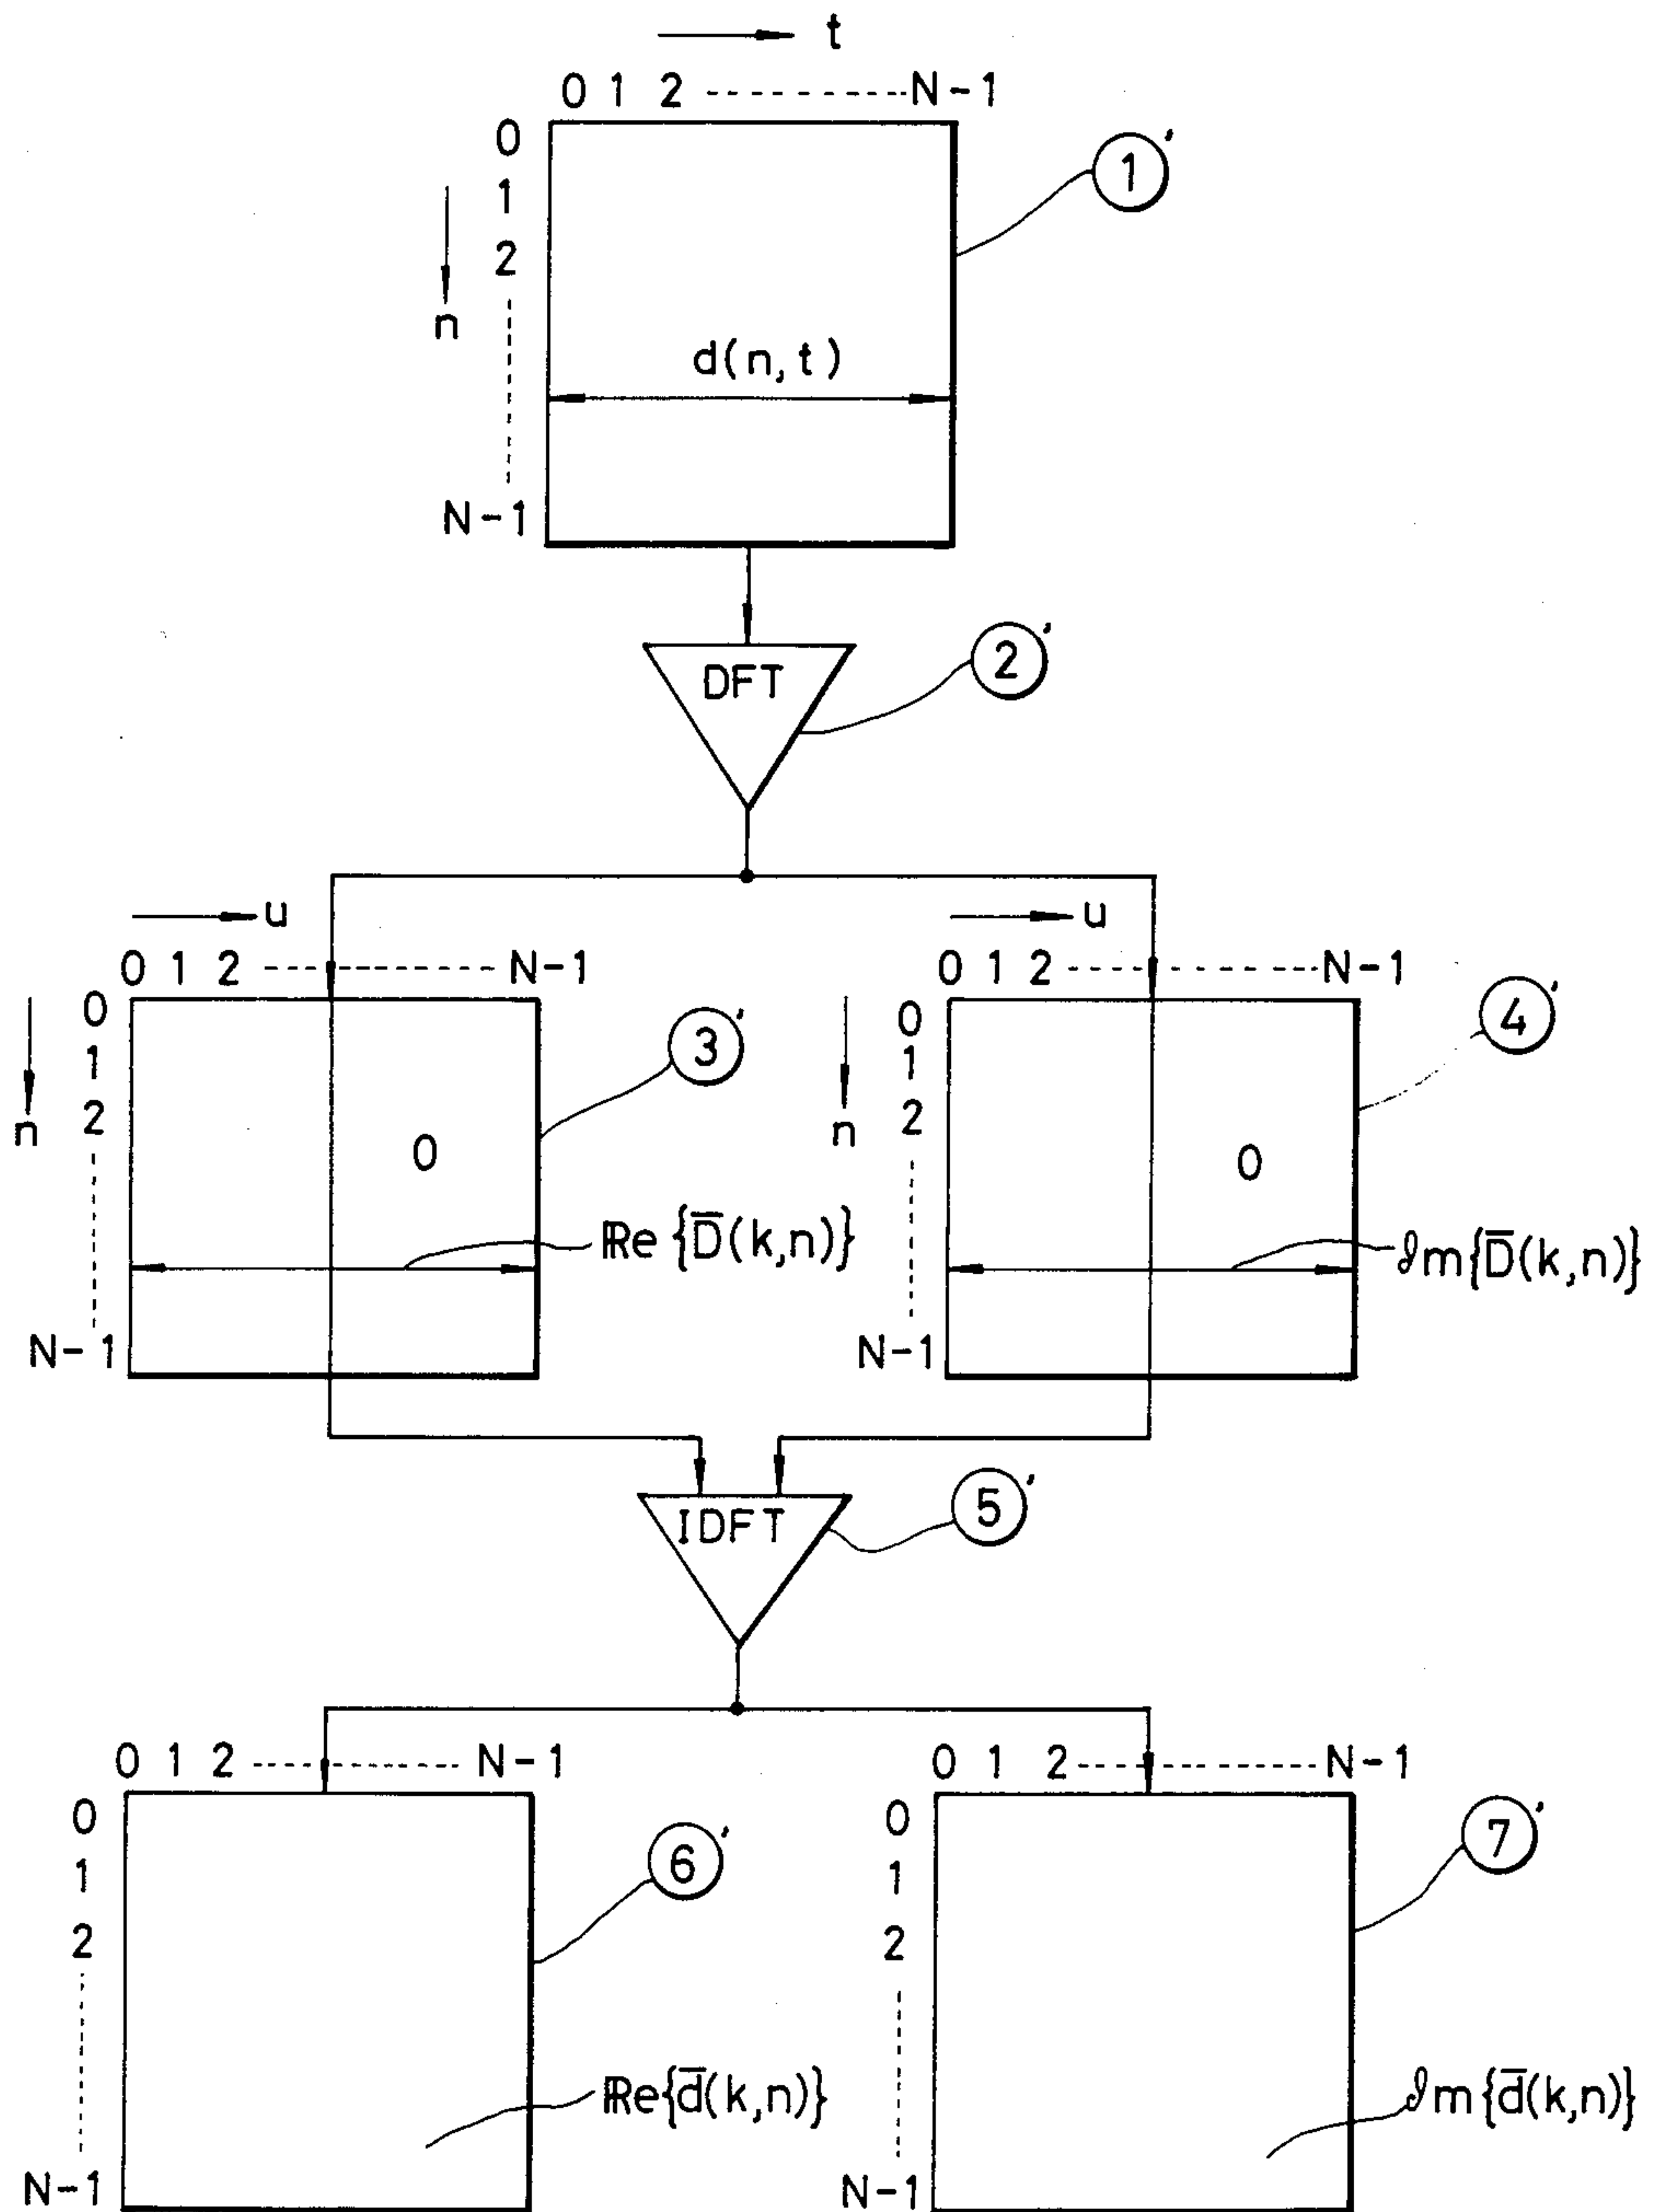 t
0 1 2 ---------- N-1
0
1
2
n
N-1
d(n,t)
1'
DFT
2'
u
0 1 2 ---------- N-1
0
1
2
n
N-1
0
3'
Re {D̅(k,n)}
u
0 1 2 ---------- N-1
0
1
2
n
N-1
0
4'
ℐm{D̅(k,n)}
IDFT
5'
0 1 2 ---------- N-1
0
1
2
N-1
6'
Re{d̅(k,n)}
0 1 2 ---------- N-1
0
1
2
N-1
7'
ℐm{d̅(k,n)}